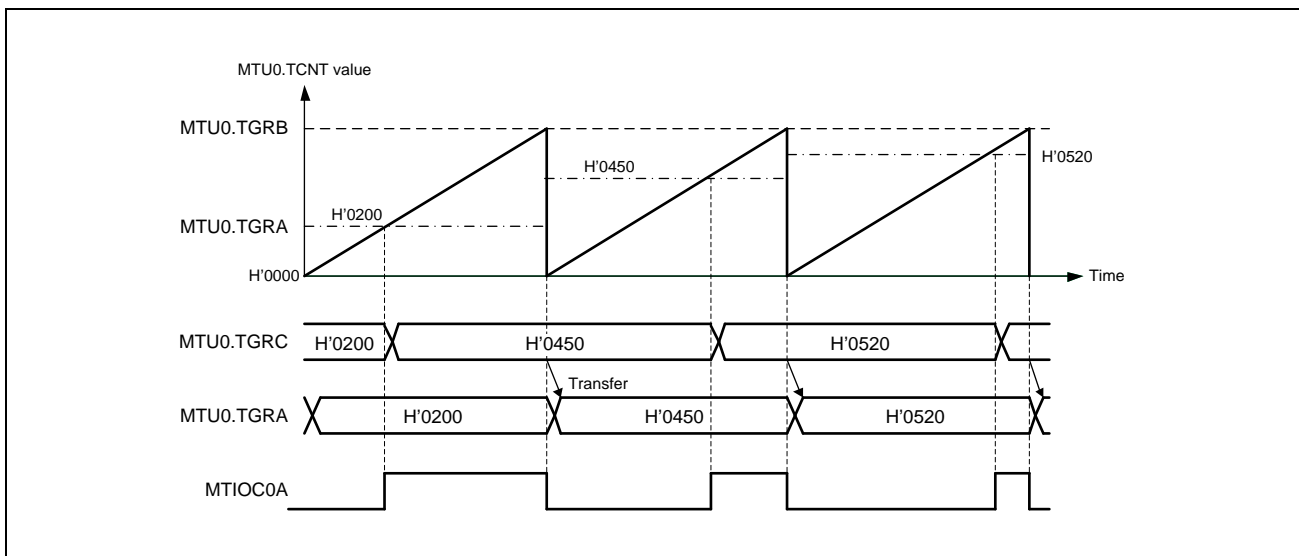 MTU0.TCNT value
MTU0.TGRB
H'0520
H'0450
H'0200
MTU0.TGRA
H'0000
Time
MTU0.TGRC
H'0200
H'0450
H'0520
Transfer
MTU0.TGRA
H'0200
H'0450
H'0520
MTIOC0A